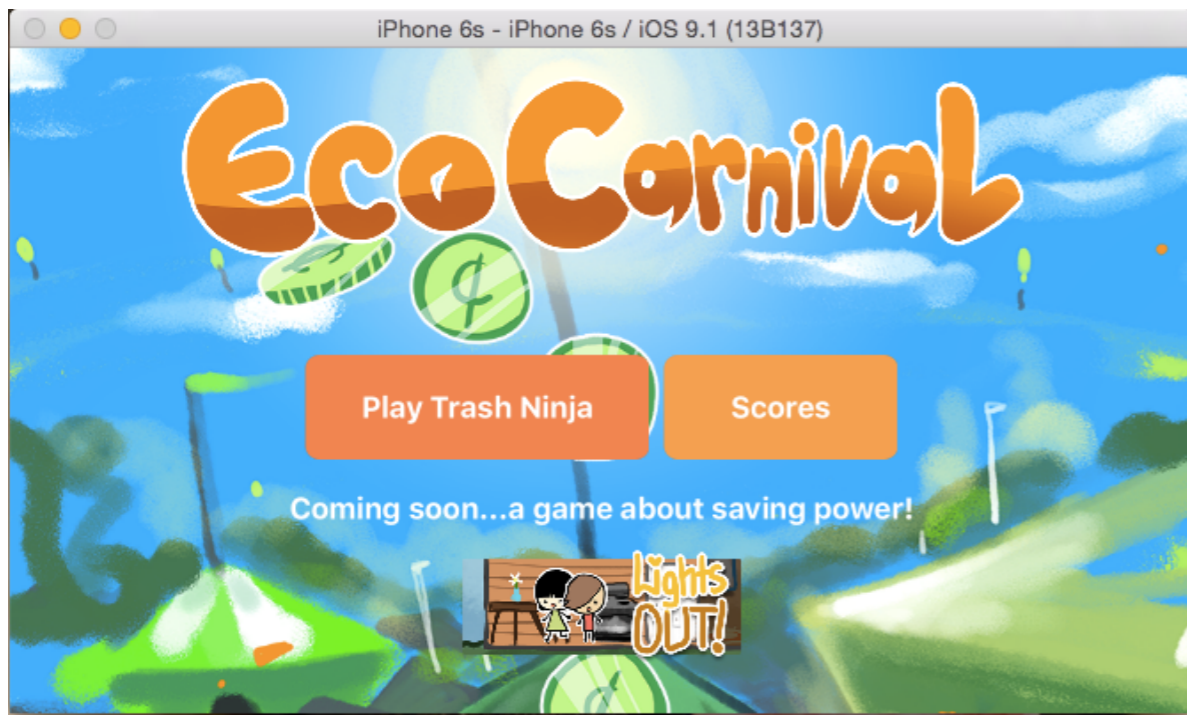 iPhone 6s - iPhone 6s / iOS 9.1 (13B137)
EcoCarnival
¢
Play Trash Ninja
Scores
Coming soon...a game about saving power!
Lights
OUT!